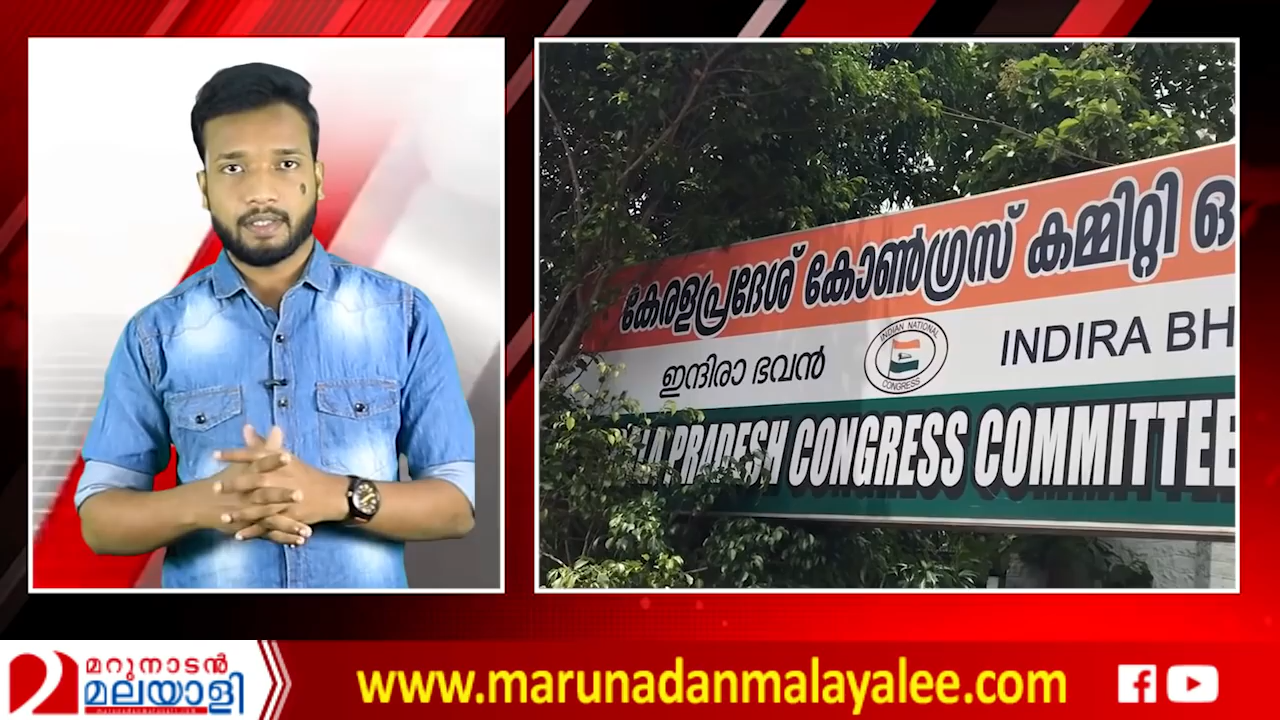 കേരളപ്രദേശ് കോൺഗ്രസ് കമ്മിറ്റി
ഇന്ദിരാ ഭവൻ
INDIAN NATIONAL
CONGRESS
INDIRA BH
PRADESH CONGRESS COMMITTEE
മറുനാടൻ
മലയാളി
www.marunadanmalayalee.com